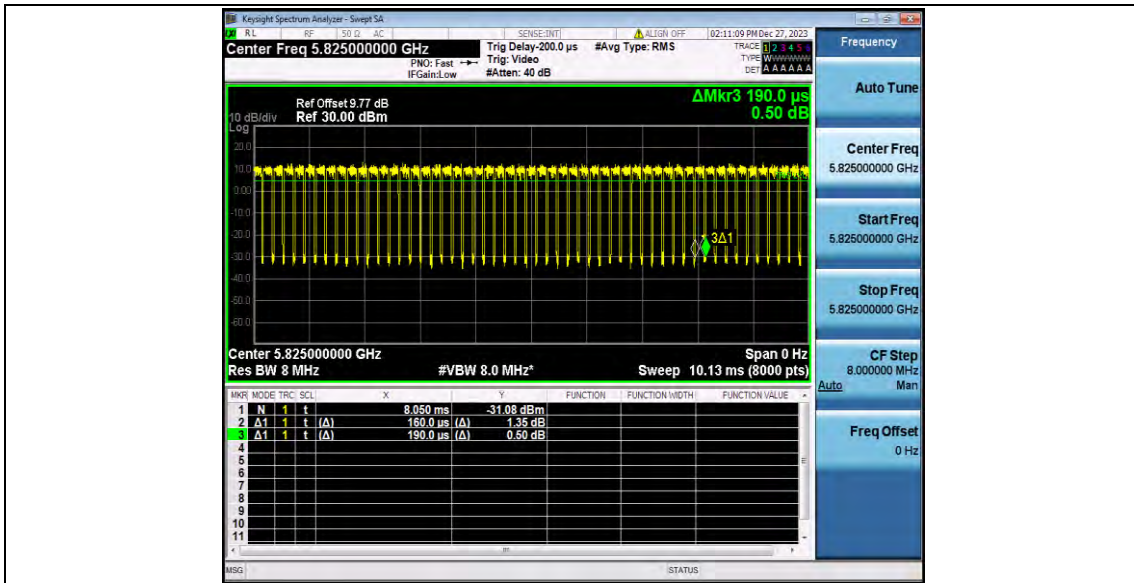 Keysight Spectrum Analyzer - Swept SA
RL RF 50 Ω AC SENSE:INT ALIGN OFF 02:11:09 PM Dec 27, 2023
Center Freq 5.825000000 GHz
PNO: Fast
IFGain:Low
Trig Delay-200.0 µs
Trig: Video
#Atten: 40 dB
#Avg Type: RMS
TRACE 1 2 3 4 5 6
TYPE WWWWWW
DET A A A A A A
Frequency
Auto Tune
Center Freq
5.825000000 GHz
Start Freq
5.825000000 GHz
Stop Freq
5.825000000 GHz
CF Step
8.000000 MHz
Auto Man
Freq Offset
0 Hz
ΔMkr3 190.0 µs
0.50 dB
Ref Offset 9.77 dB
10 dB/div Ref 30.00 dBm
Log
20.0
10.0
0.00
-10.0
-20.0
-30.0
-40.0
-50.0
-60.0
3Δ1
Center 5.825000000 GHz Span 0 Hz
Res BW 8 MHz #VBW 8.0 MHz* Sweep 10.13 ms (8000 pts)
MKR MODE TRC SCL X Y FUNCTION FUNCTION WIDTH FUNCTION VALUE
1 N 1 t 8.050 ms -31.08 dBm
2 Δ1 1 t (Δ) 160.0 µs (Δ) 1.35 dB
3 Δ1 1 t (Δ) 190.0 µs (Δ) 0.50 dB
4
5
6
7
8
9
10
11
MSG STATUS